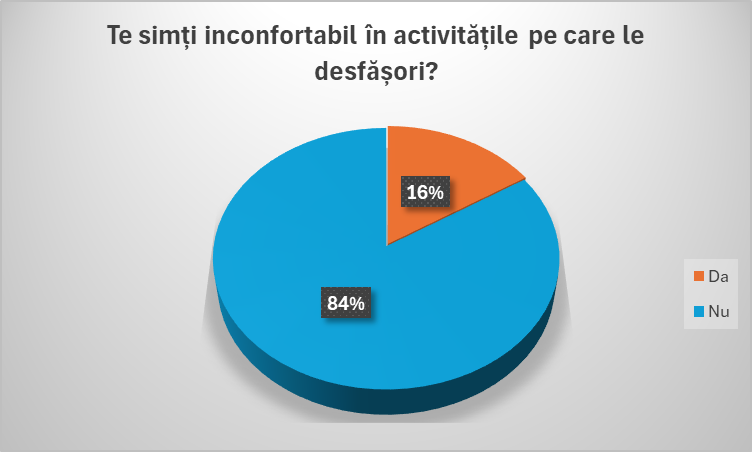 Te simți inconfortabil în activitățile pe care le
desfășori?
16%
84%
Da
Nu